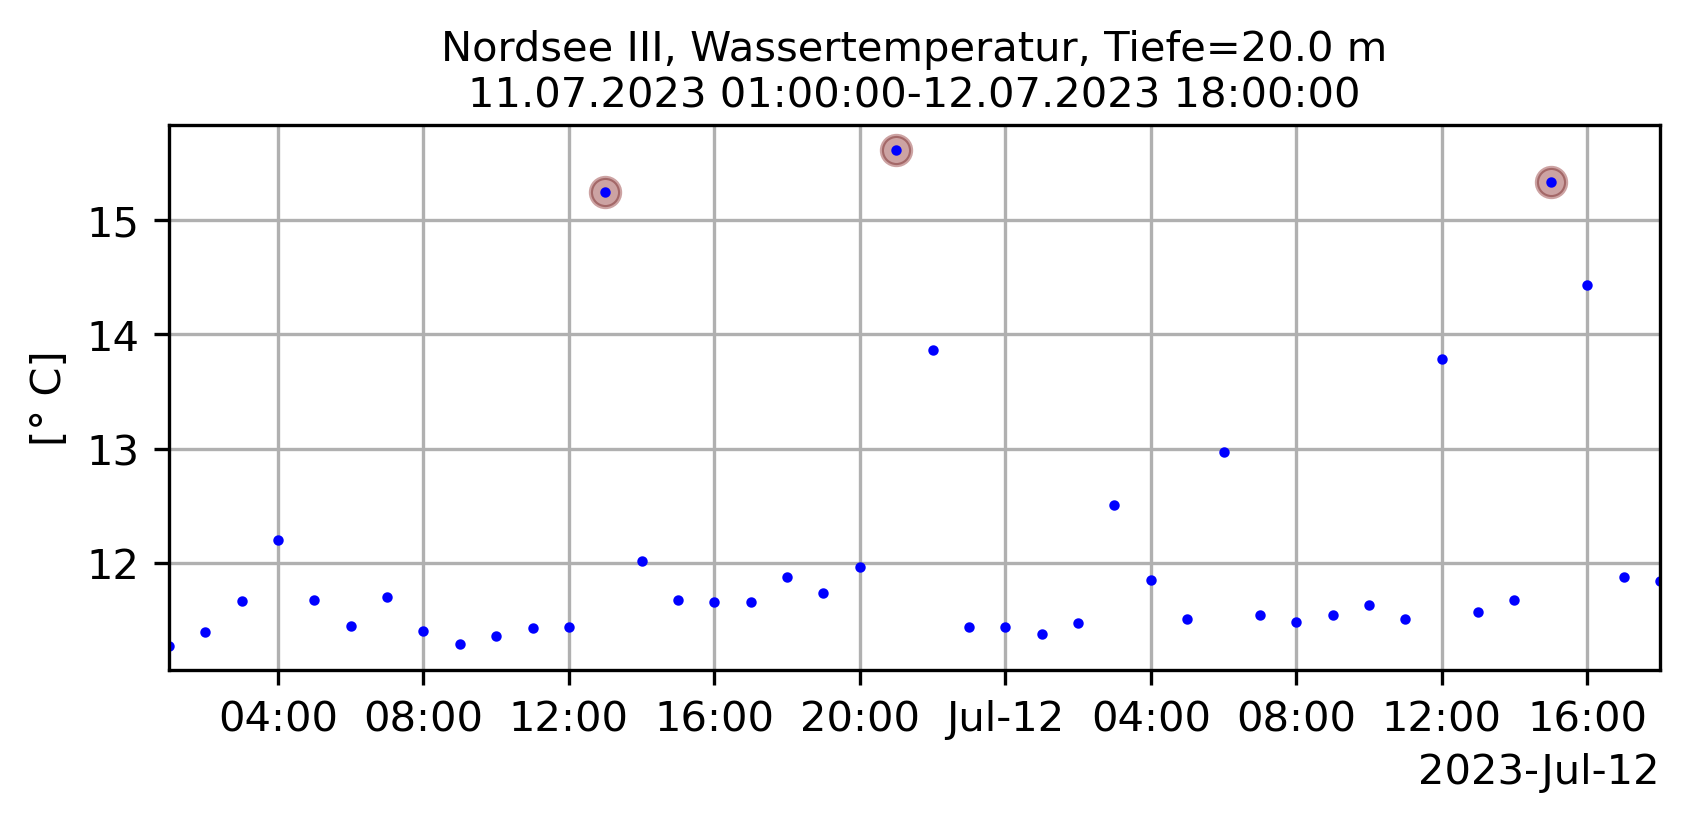 Nordsee III, Wassertemperatur, Tiefe=20.0 m
11.07.2023 01:00:00-12.07.2023 18:00:00
[° C]
15
14
13
12
04:00 08:00 12:00 16:00 20:00 Jul-12 04:00 08:00 12:00 16:00
2023-Jul-12